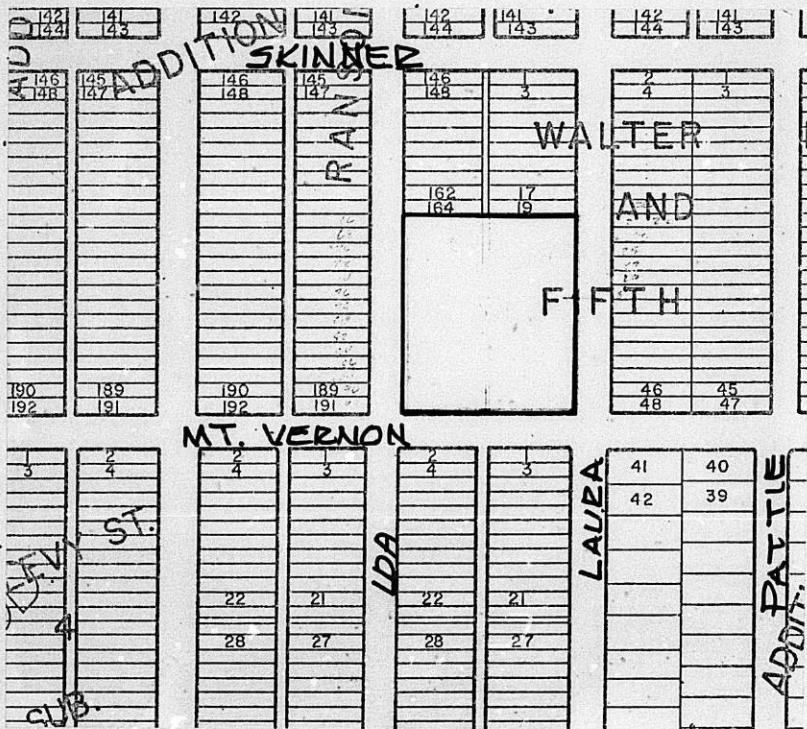 142 141 142 141 142 141 142 141
144 143 144 143 144 143 144 143
ADD
ADDITION
SKINNER
RANSOM
146 145 146 145 146 1 2 1
148 147 148 147 148 3 4 3
WALTER
162 17
164 19
AND
FIFTH
190 189 190 189 46 45
192 191 192 191 48 47
MT. VERNON
1 2 2 1 2 1
3 4 4 3 4 3
41 40
42 39
IDA
LAURA
PATTIE
ADDIT.
ST.
22 21 22 21
28 27 28 27
4
SUB.